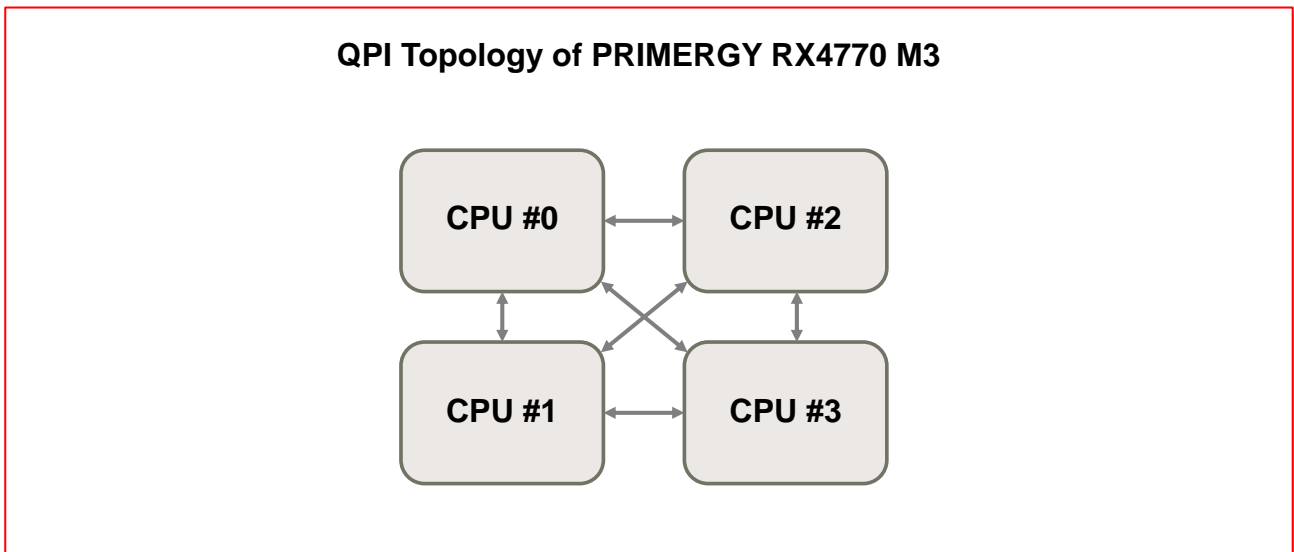 QPI Topology of PRIMERGY RX4770 M3
CPU #0
CPU #2
CPU #1
CPU #3